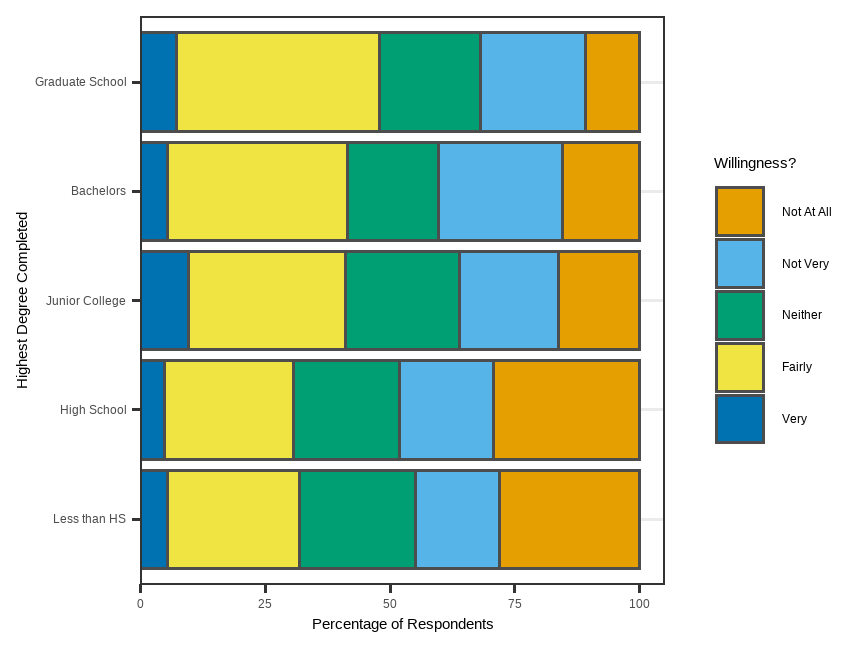 Highest Degree Completed
Graduate School
Bachelors
Junior College
High School
Less than HS
0 25 50 75 100
Percentage of Respondents
Willingness?
Not At All
Not Very
Neither
Fairly
Very